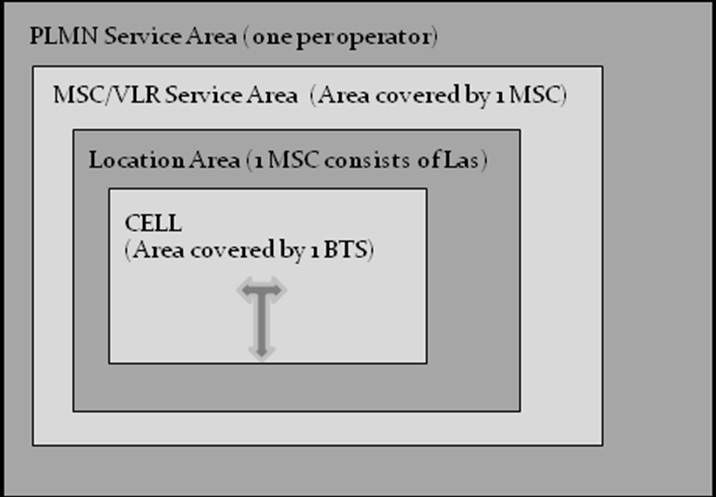 PLMN Service Area (one per operator)
MSC/VLR Service Area (Area covered by 1 MSC)
Location Area (1 MSC consists of Las)
CELL
(Area covered by 1 BTS)